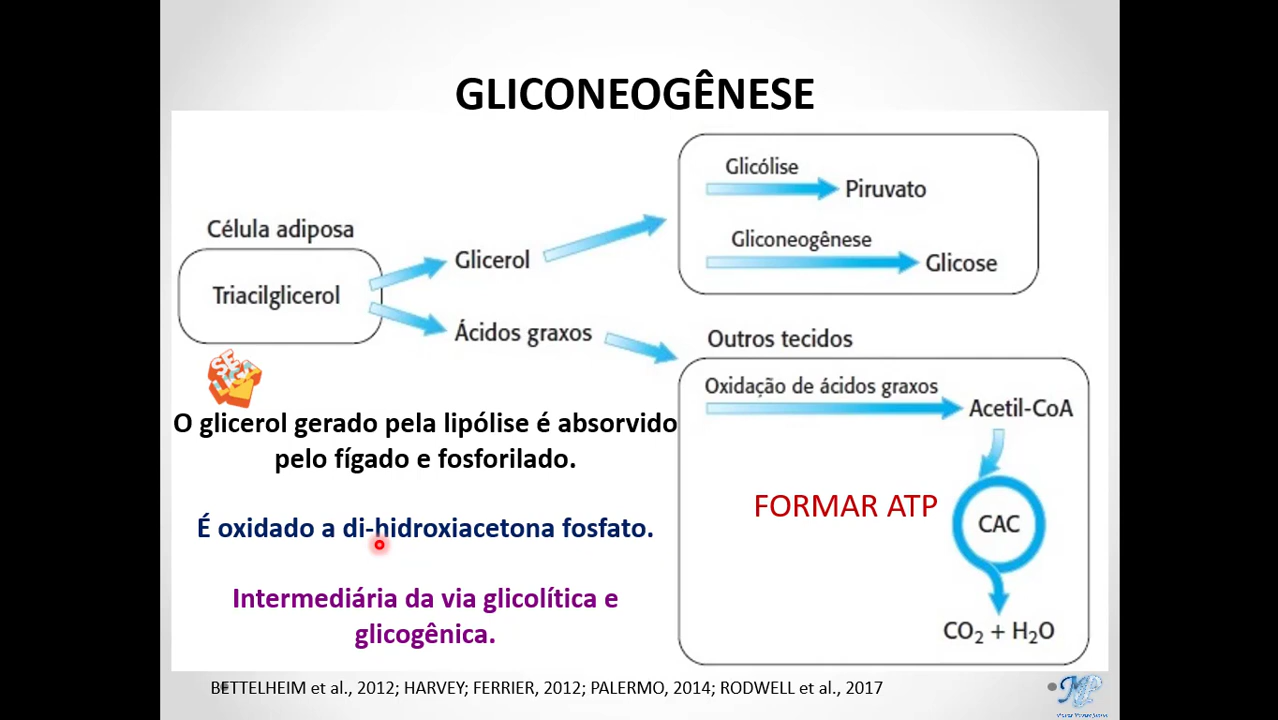 GLICONEOGÊNESE
Célula adiposa
Triacilglicerol
Glicerol
Ácidos graxos
Glicólise
Piruvato
Gliconeogênese
Glicose
Outros tecidos
Oxidação de ácidos graxos
Acetil-CoA
FORMAR ATP
CAC
CO₂ + H₂O
SE
LIGA
O glicerol gerado pela lipólise é absorvido
pelo fígado e fosforilado.
É oxidado a di-hidroxiacetona fosfato.
Intermediária da via glicolítica e
glicogênica.
BETTELHEIM et al., 2012; HARVEY; FERRIER, 2012; PALERMO, 2014; RODWELL et al., 2017